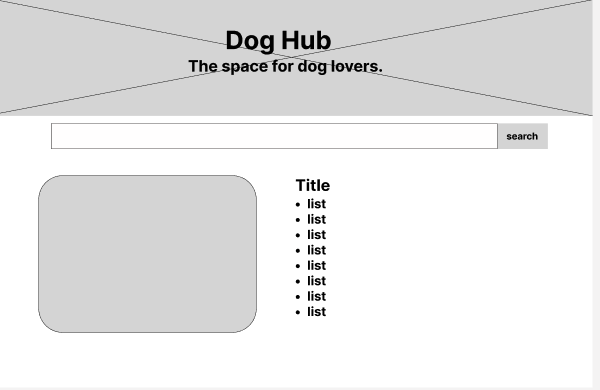 Dog Hub
The space for dog lovers.
search
Title
• list
• list
• list
• list
• list
• list
• list
• list